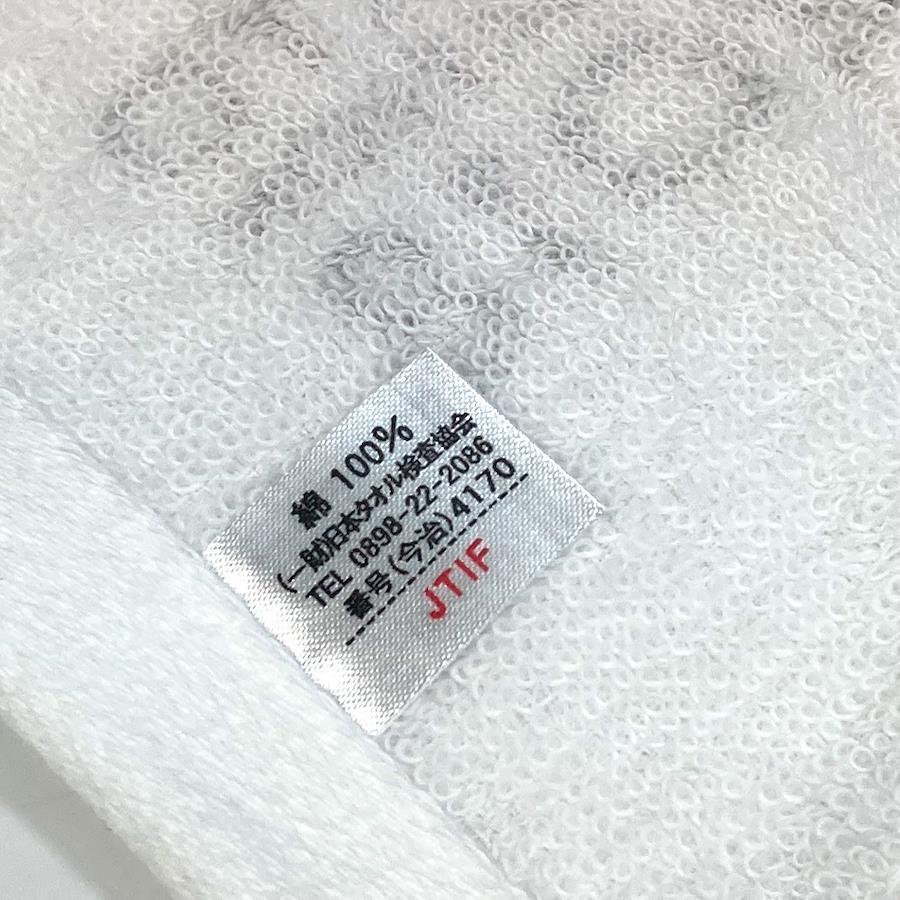 綿 100%
(一財)日本タオル検査協会
TEL 0898-22-2086
番号(今治)4170
JTIF